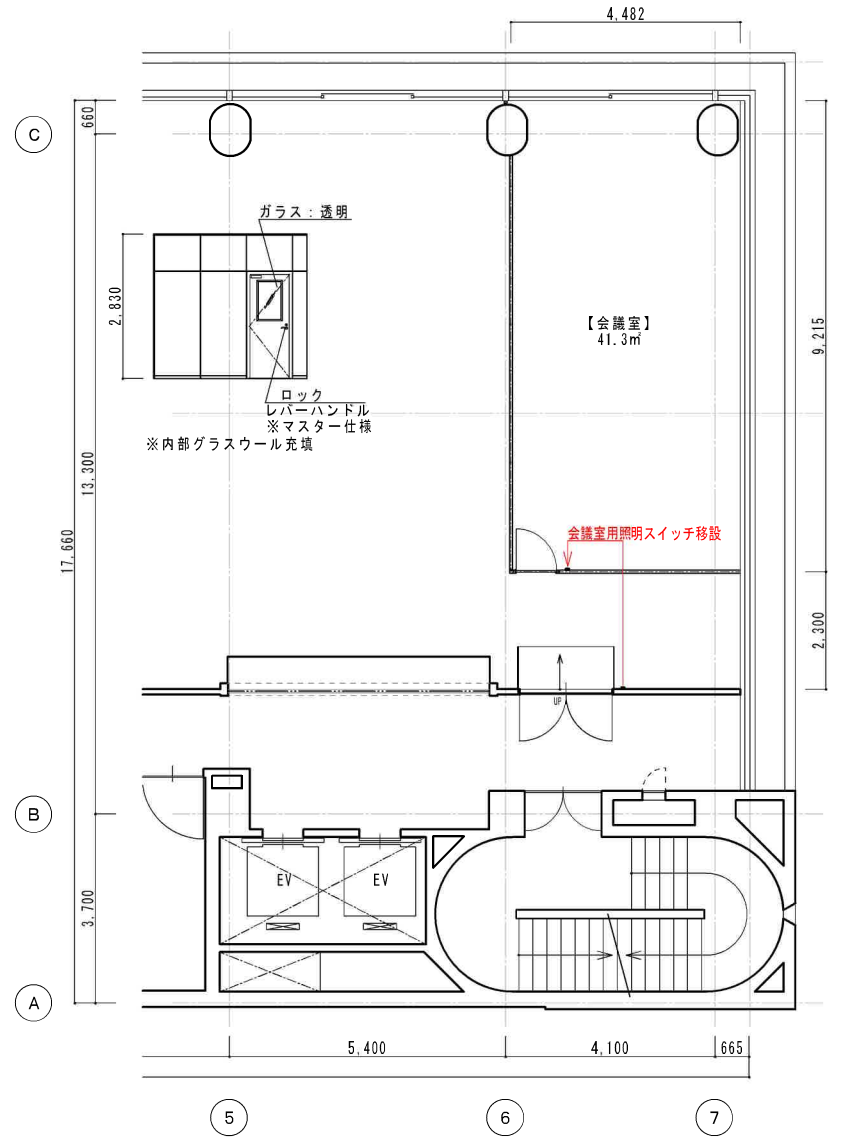 4,482
C
660
ガラス：透明
2,830
【会議室】
41.3㎡
9,215
ロック
レバーハンドル
※マスター仕様
※内部グラスウール充填
13,300
17,660
会議室用照明スイッチ移設
2,300
UP
B
EV
EV
3,700
A
5,400
4,100
665
5
6
7